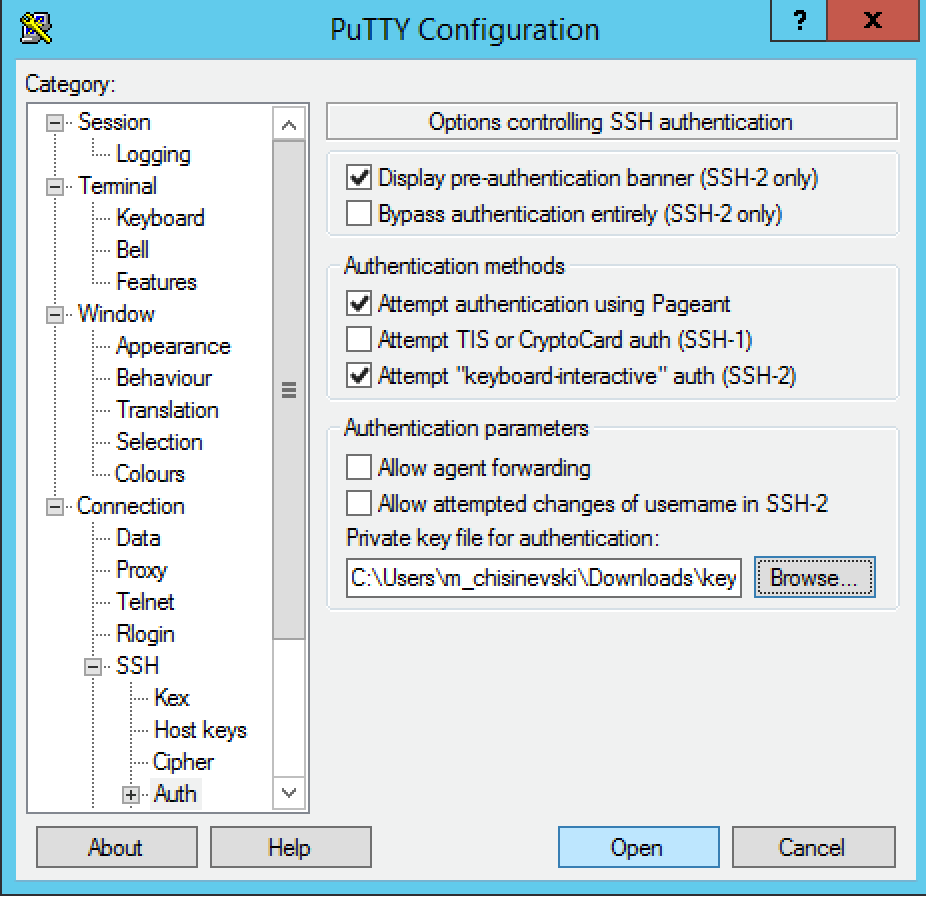 PuTTY Configuration
?
X
Category:
Session
Logging
Terminal
Keyboard
Bell
Features
Window
Appearance
Behaviour
Translation
Selection
Colours
Connection
Data
Proxy
Telnet
Rlogin
SSH
Kex
Host keys
Cipher
Auth
Options controlling SSH authentication
Display pre-authentication banner (SSH-2 only)
Bypass authentication entirely (SSH-2 only)
Authentication methods
Attempt authentication using Pageant
Attempt TIS or CryptoCard auth (SSH-1)
Attempt "keyboard-interactive" auth (SSH-2)
Authentication parameters
Allow agent forwarding
Allow attempted changes of username in SSH-2
Private key file for authentication:
C:\Users\m_chisinevski\Downloads\key
Browse...
About
Help
Open
Cancel